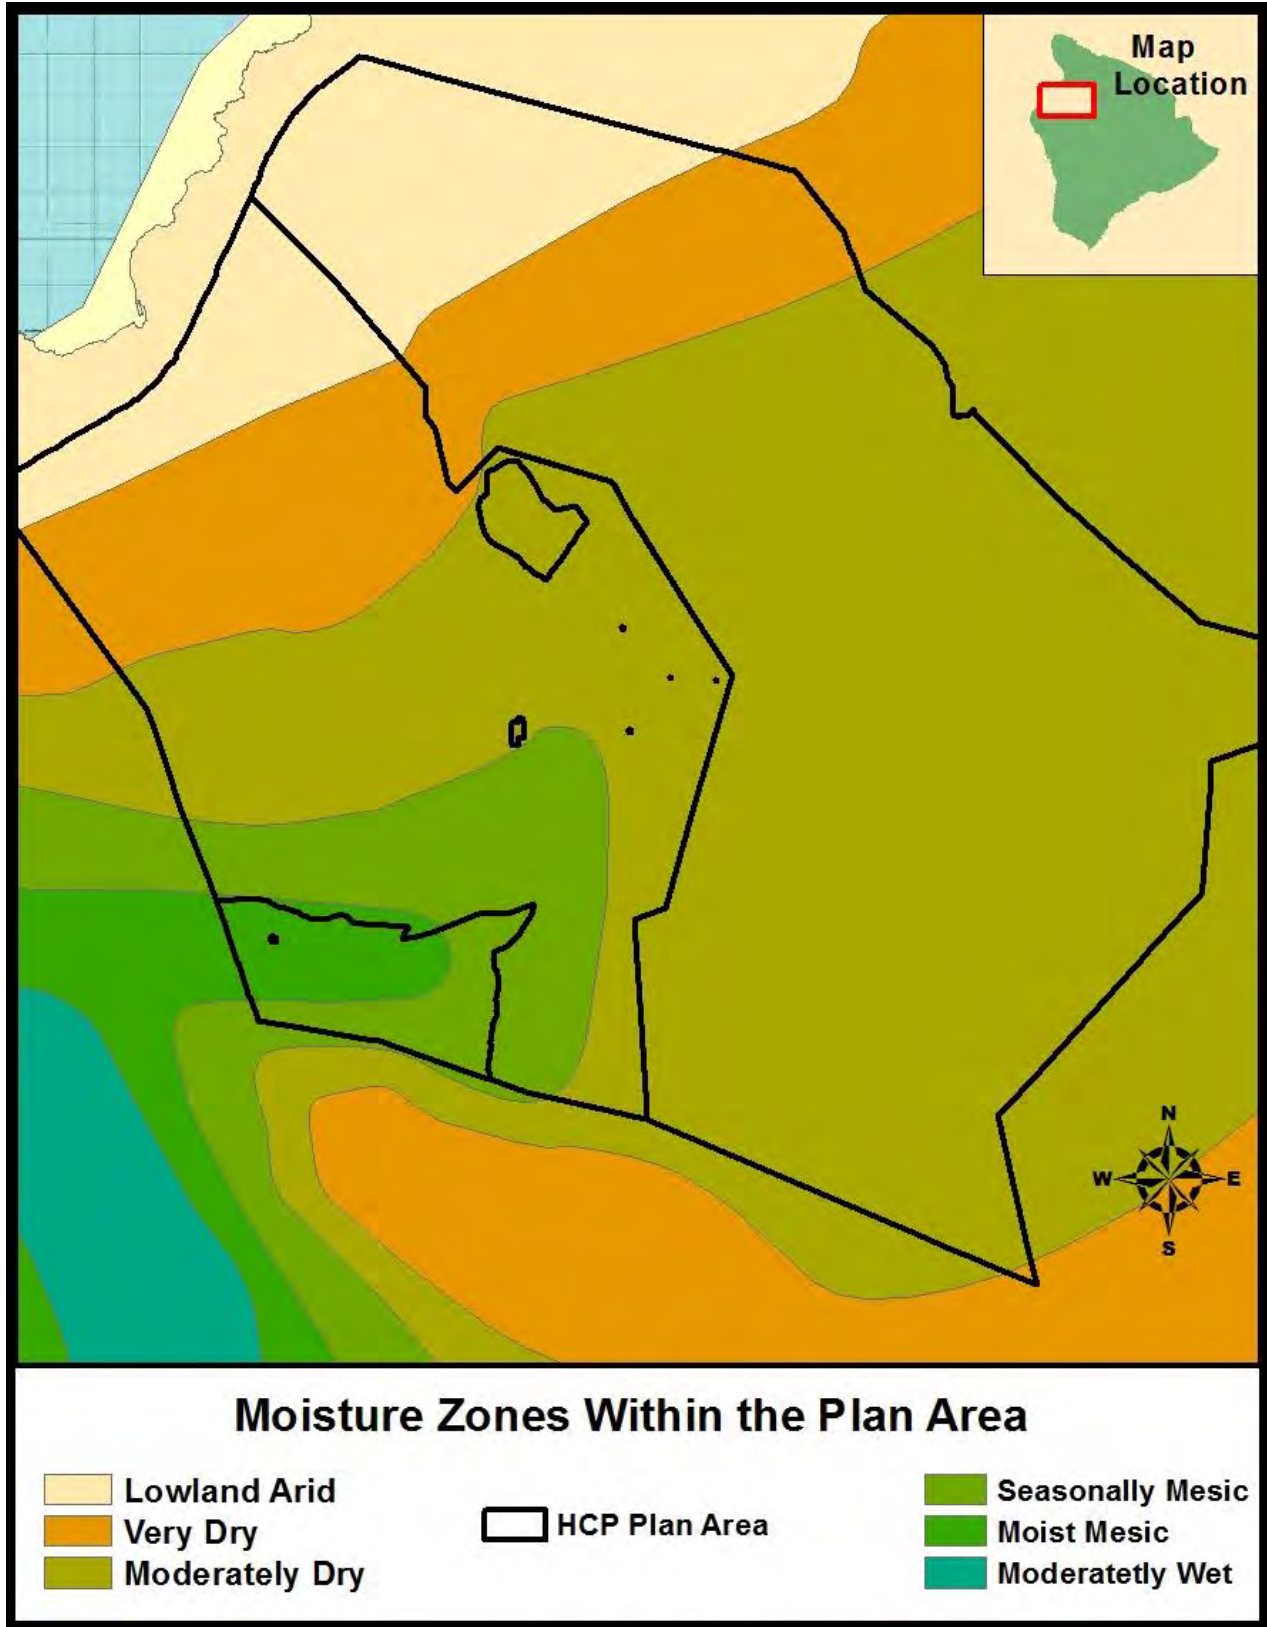 Map
Location
N
W E
S
Moisture Zones Within the Plan Area
Lowland Arid
Very Dry
Moderately Dry
HCP Plan Area
Seasonally Mesic
Moist Mesic
Moderatetly Wet